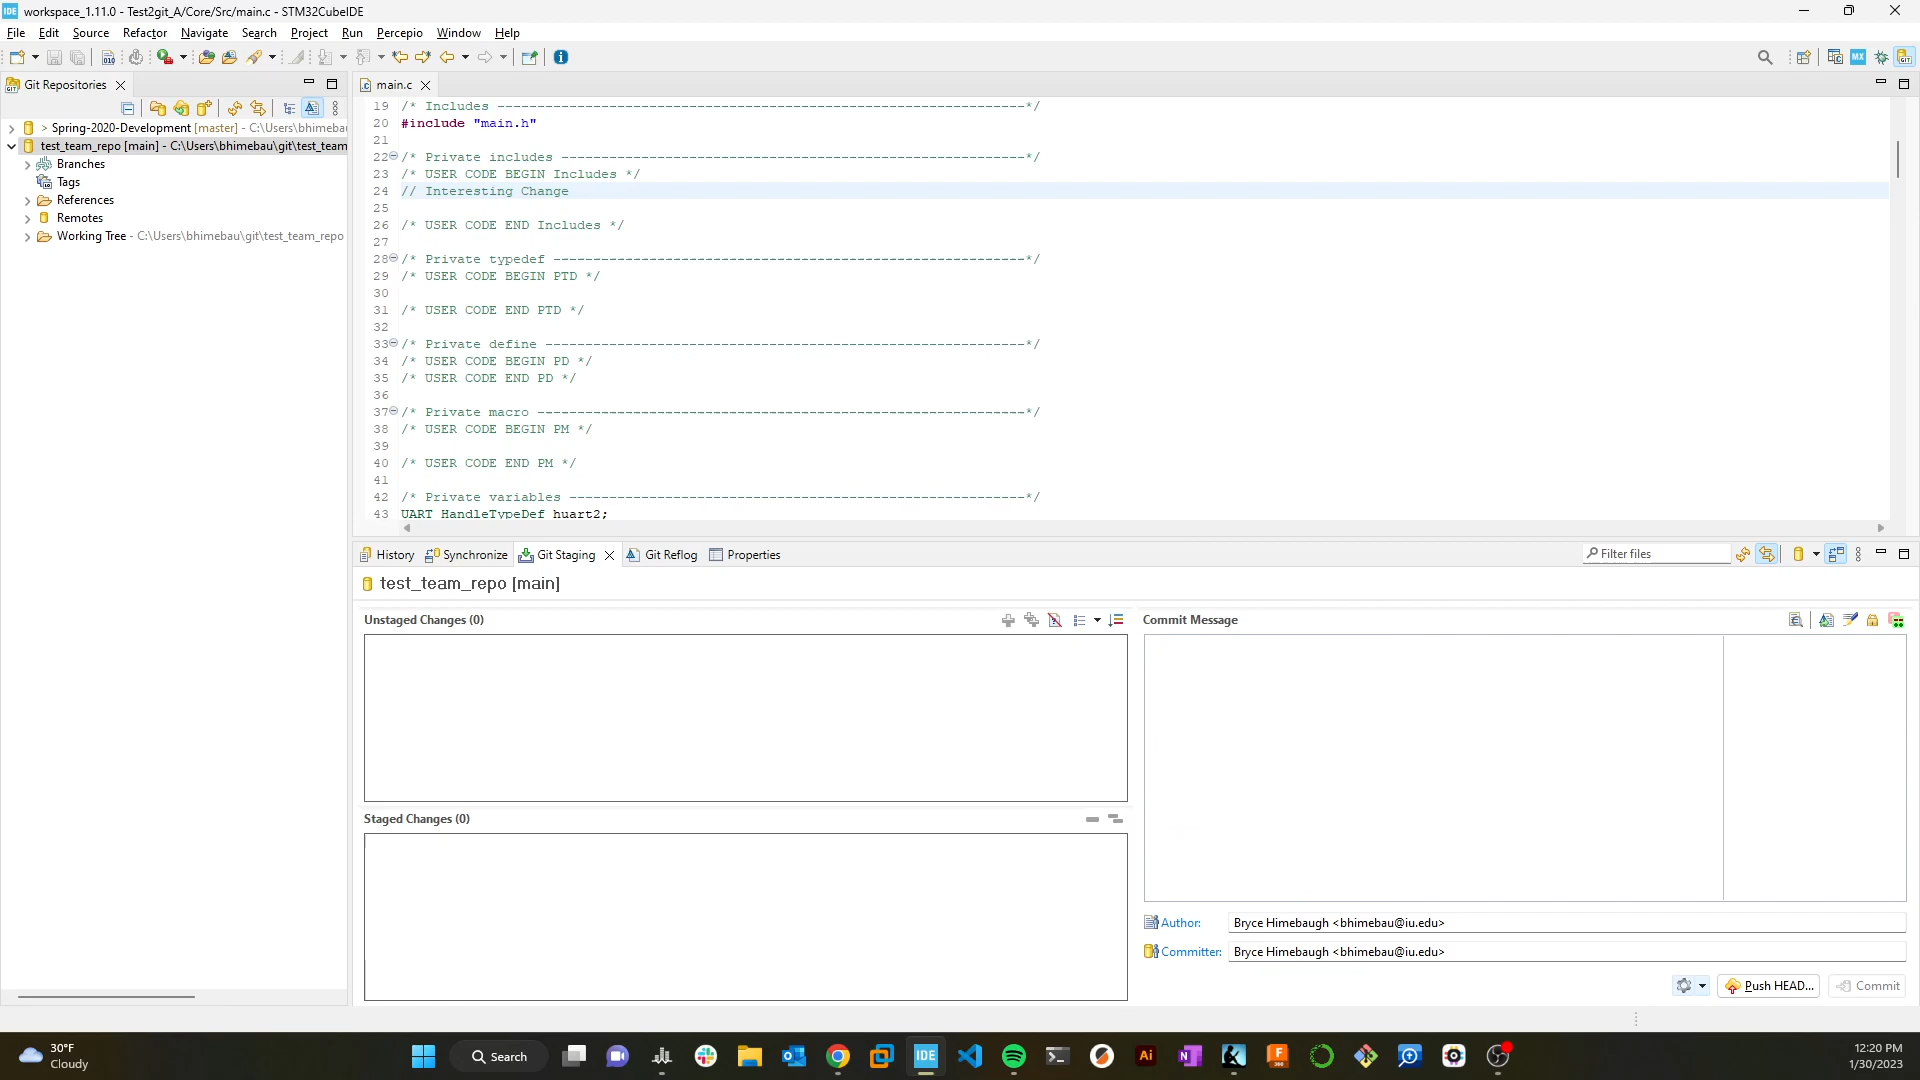 workspace_1.11.0 - Test2git_A/Core/Src/main.c - STM32CubeIDE
File Edit Source Refactor Navigate Search Project Run Percepio Window Help
Git Repositories
> Spring-2020-Development [master] - C:\Users\bhimebau
test_team_repo [main] - C:\Users\bhimebau\git\test_team
Branches
Tags
References
Remotes
Working Tree - C:\Users\bhimebau\git\test_team_repo
main.c
19 /* Includes ------------------------------------------------------------------*/
20 #include "main.h"
21
22 /* Private includes ----------------------------------------------------------*/
23 /* USER CODE BEGIN Includes */
24 // Interesting Change
25
26 /* USER CODE END Includes */
27
28 /* Private typedef -----------------------------------------------------------*/
29 /* USER CODE BEGIN PTD */
30
31 /* USER CODE END PTD */
32
33 /* Private define ------------------------------------------------------------*/
34 /* USER CODE BEGIN PD */
35 /* USER CODE END PD */
36
37 /* Private macro -------------------------------------------------------------*/
38 /* USER CODE BEGIN PM */
39
40 /* USER CODE END PM */
41
42 /* Private variables ---------------------------------------------------------*/
43 UART_HandleTypeDef huart2;
History Synchronize Git Staging Git Reflog Properties
Filter files
test_team_repo [main]
Unstaged Changes (0)
Staged Changes (0)
Commit Message
Author: Bryce Himebaugh <bhimebau@iu.edu>
Committer: Bryce Himebaugh <bhimebau@iu.edu>
Push HEAD...
Commit
30°F
Cloudy
Search
IDE
Ai
12:20 PM
1/30/2023